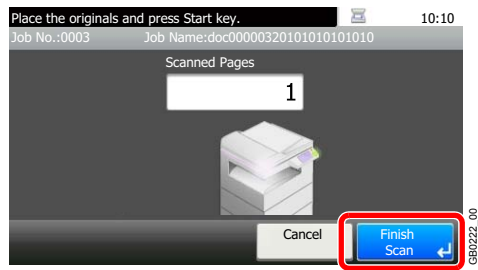 Place the originals and press Start key.
10:10
Job No.:0003
Job Name:doc00000320101010101010
Scanned Pages
1
Cancel
Finish
Scan
GB0222_00